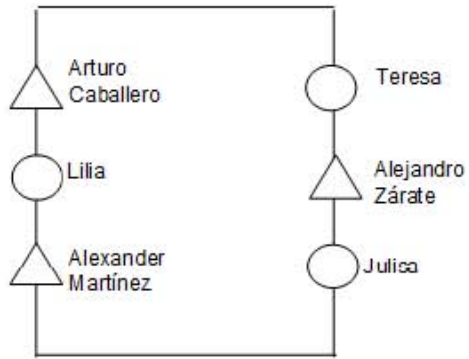 Arturo
Caballero
Teresa
Lilia
Alejandro
Zárate
Alexander
Martínez
Julisa